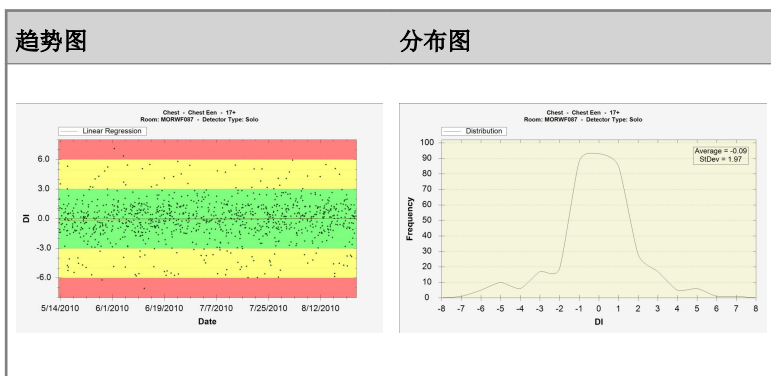 趋势图
分布图
Chest - Chest Een - 17+
Room: MORWF087 - Detector Type: Solo
Linear Regression
6.0
3.0
0.0
-3.0
-6.0
DI
5/14/2010 6/1/2010 6/19/2010 7/7/2010 7/25/2010 8/12/2010
Date
Chest - Chest Een - 17+
Room: MORWF087 - Detector Type: Solo
Distribution
Average = -0.09
StDev = 1.97
100
90
80
70
60
50
40
30
20
10
0
Frequency
-8 -7 -6 -5 -4 -3 -2 -1 0 1 2 3 4 5 6 7 8
DI